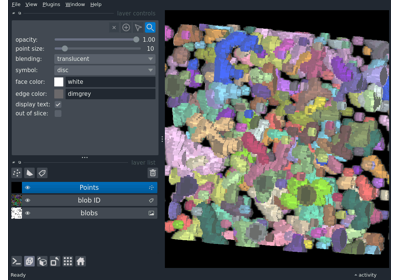 File View Plugins Window Help
layer controls
opacity: 1.00
point size: 10
blending: translucent
symbol: disc
face color: white
edge color: dimgrey
display text:
out of slice:
layer list
Points
blob ID
blobs
Ready
activity